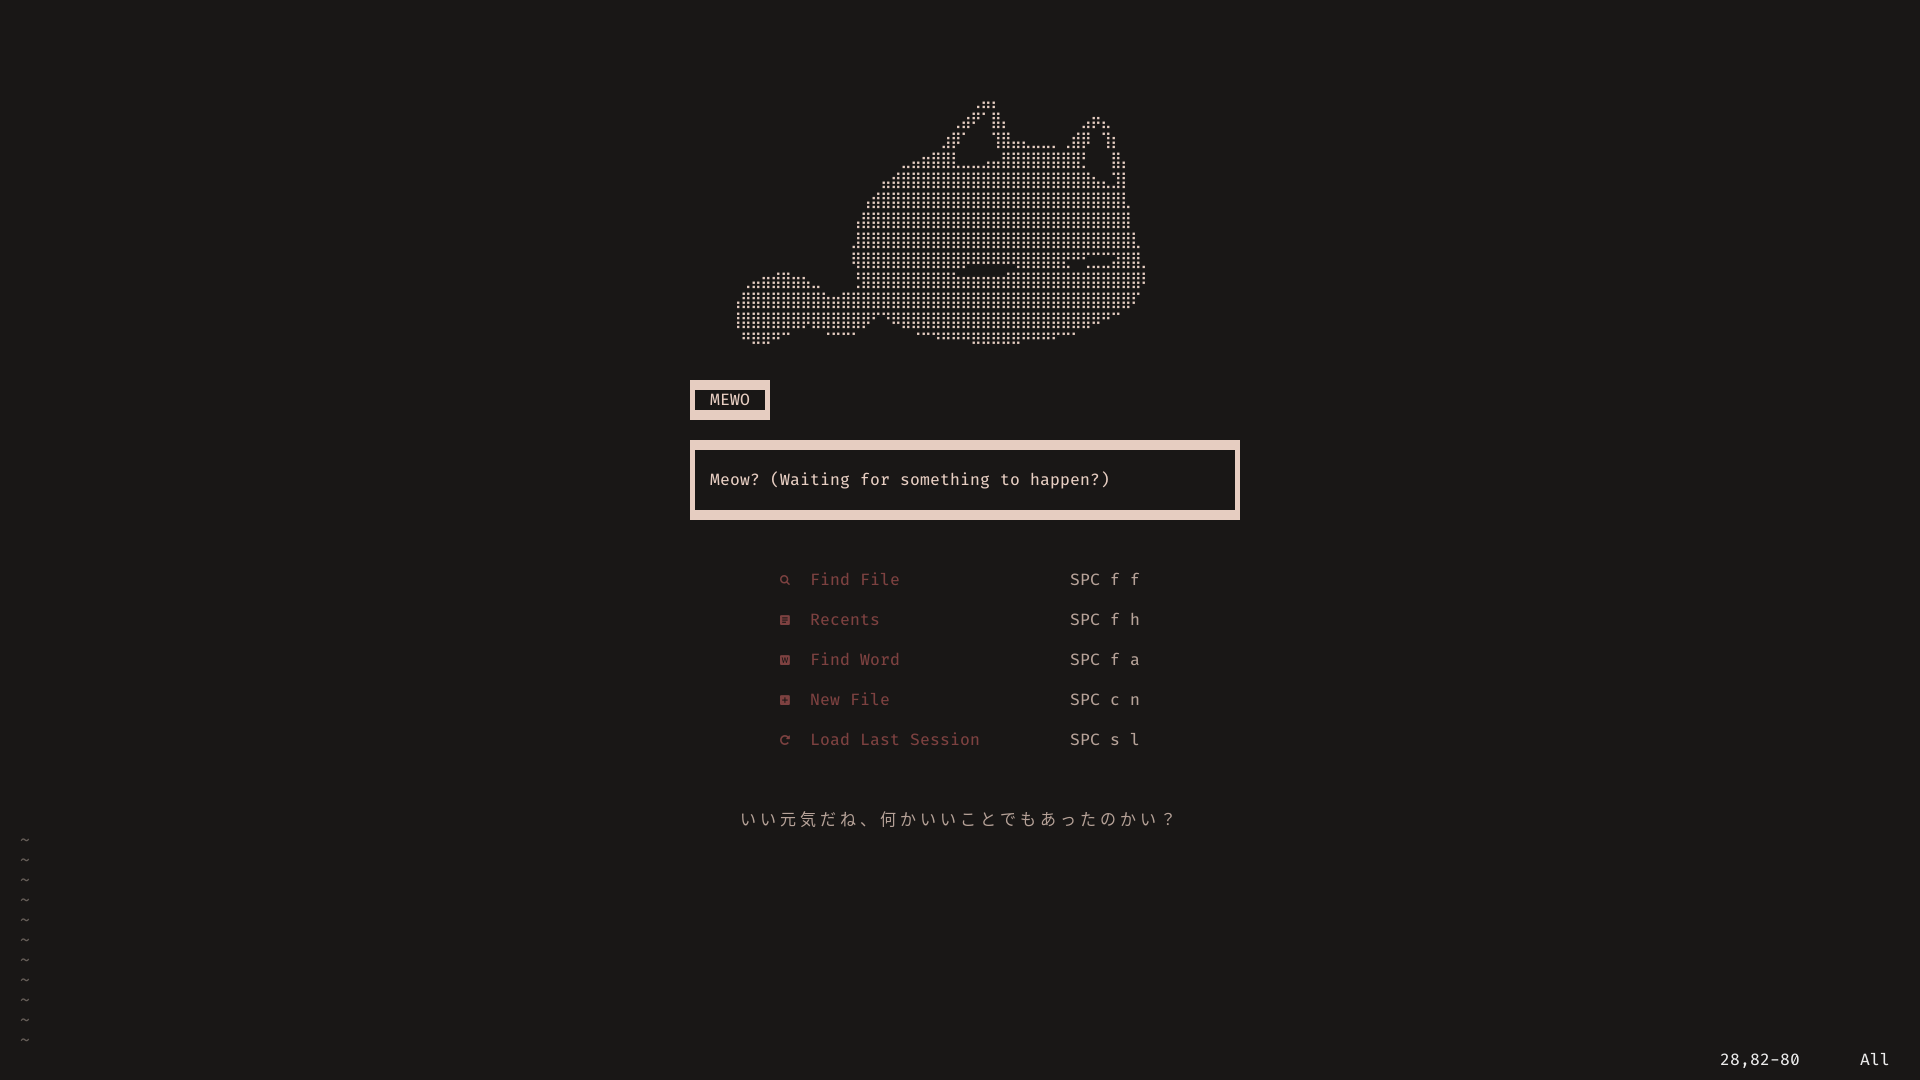 MEWO
Meow? (Waiting for something to happen?)
Find File SPC f f
Recents SPC f h
Find Word SPC f a
New File SPC c n
Load Last Session SPC s l
いい元気だね、何かいいことでもあったのかい？
~
~
~
~
~
~
~
~
~
~
~
28,82-80 All